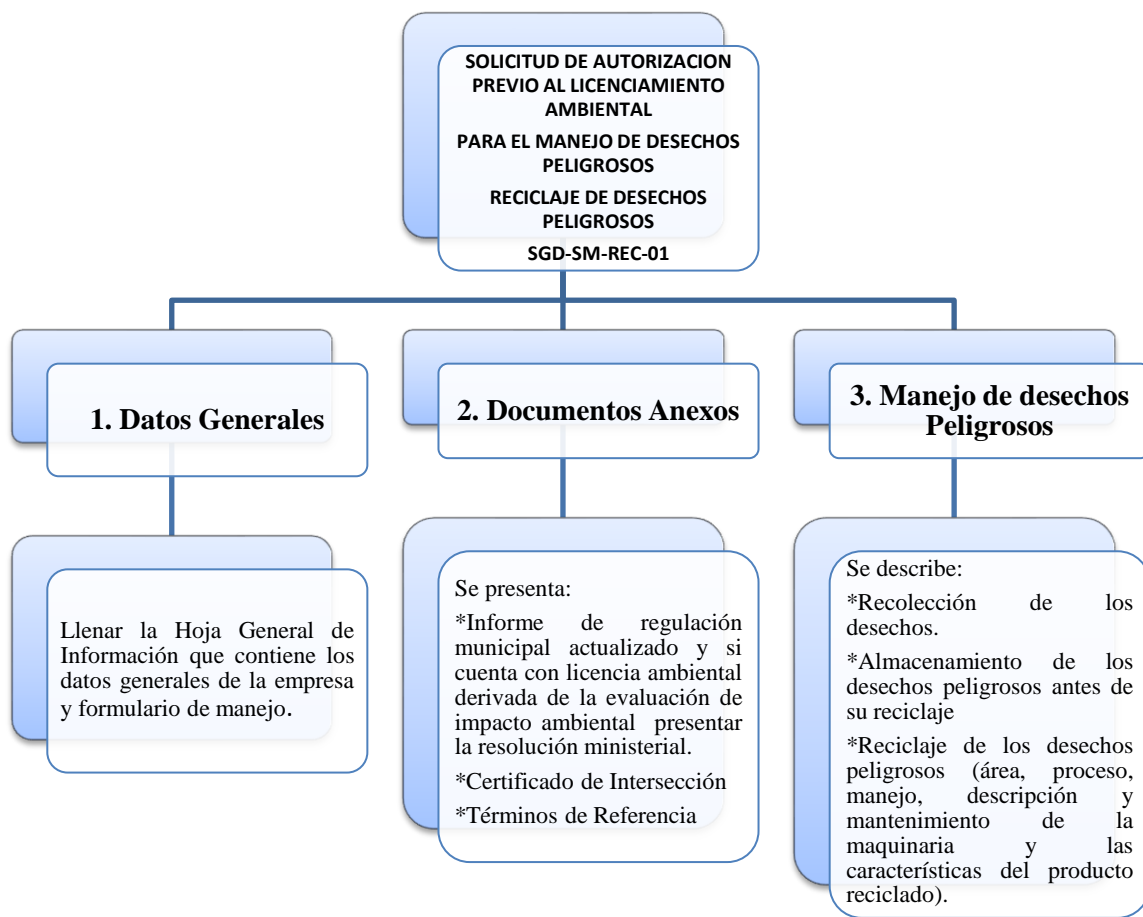 SOLICITUD DE AUTORIZACION
PREVIO AL LICENCIAMIENTO
AMBIENTAL
PARA EL MANEJO DE DESECHOS
PELIGROSOS
RECICLAJE DE DESECHOS
PELIGROSOS
SGD-SM-REC-01
1. Datos Generales
Llenar la Hoja General de
Información que contiene los
datos generales de la empresa
y formulario de manejo.
2. Documentos Anexos
Se presenta:
*Informe de regulación
municipal actualizado y si
cuenta con licencia ambiental
derivada de la evaluación de
impacto ambiental presentar
la resolución ministerial.
*Certificado de Intersección
*Términos de Referencia
3. Manejo de desechos
Peligrosos
Se describe:
*Recolección de los
desechos.
*Almacenamiento de los
desechos peligrosos antes de
su reciclaje
*Reciclaje de los desechos
peligrosos (área, proceso,
manejo, descripción y
mantenimiento de la
maquinaria y las
características del producto
reciclado).